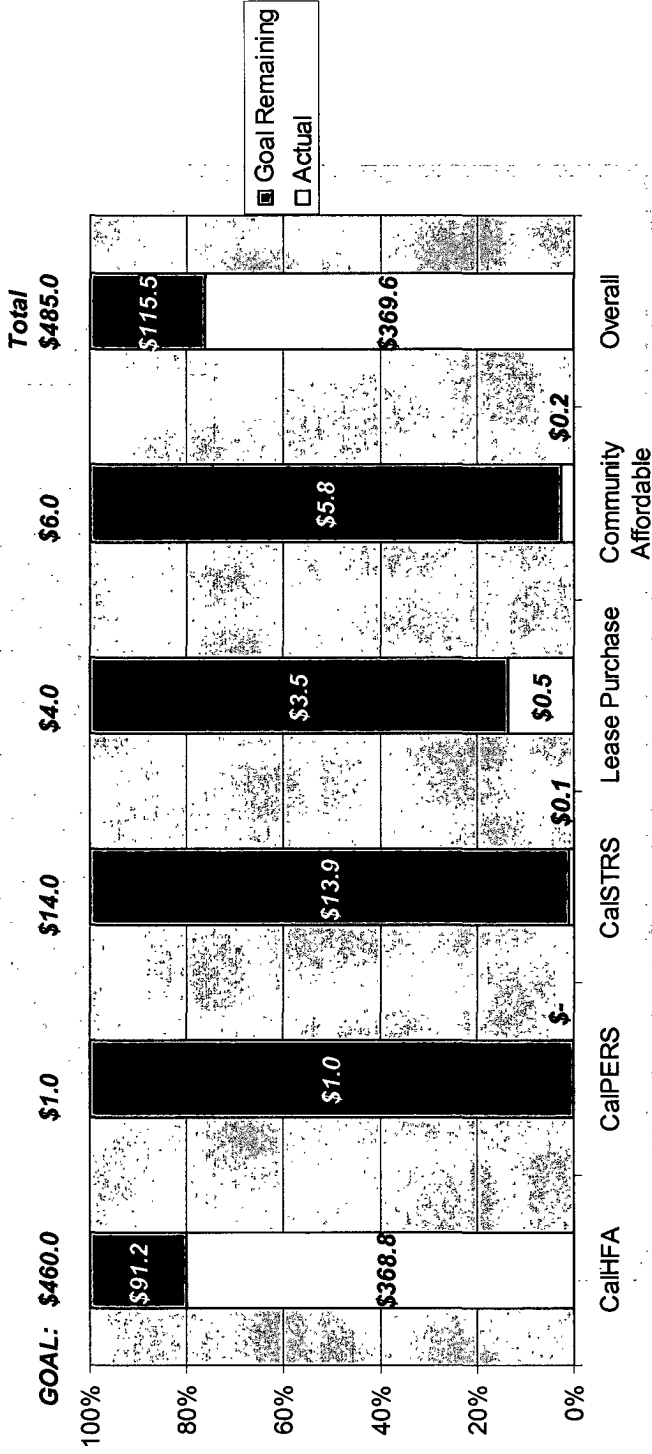 Total
GOAL: $460.0 $1.0 $14.0 $4.0 $6.0 $485.0
100%
80%
60%
40%
20%
0%
$91.2 $1.0 $13.9 $3.5 $5.8 $115.5
$368.8 $- $0.1 $0.5 $0.2 $369.6
CalHFA CalPERS CalSTRS Lease Purchase Community Overall
Affordable
Goal Remaining
Actual